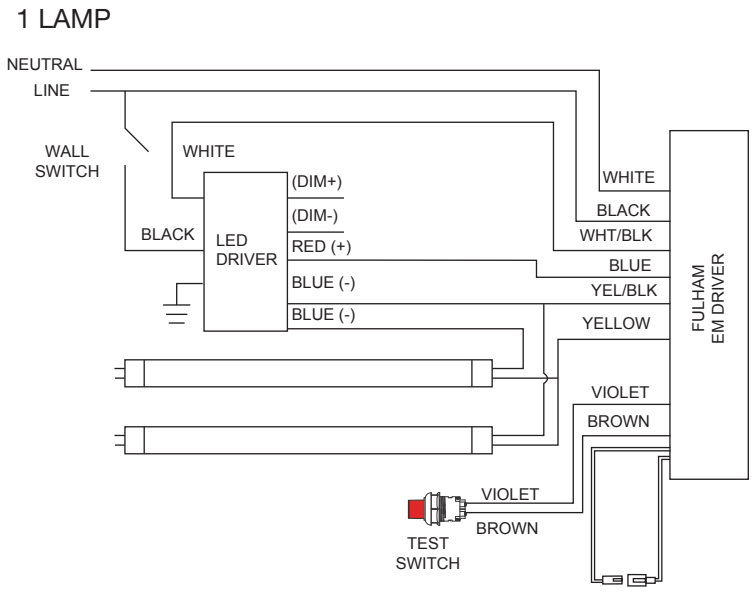 1 LAMP
NEUTRAL
LINE
WALL
SWITCH
WHITE
BLACK
LED
DRIVER
(DIM+)
(DIM-)
RED (+)
BLUE (-)
BLUE (-)
WHITE
BLACK
WHT/BLK
BLUE
YEL/BLK
YELLOW
VIOLET
BROWN
FULHAM
EM DRIVER
VIOLET
BROWN
TEST
SWITCH